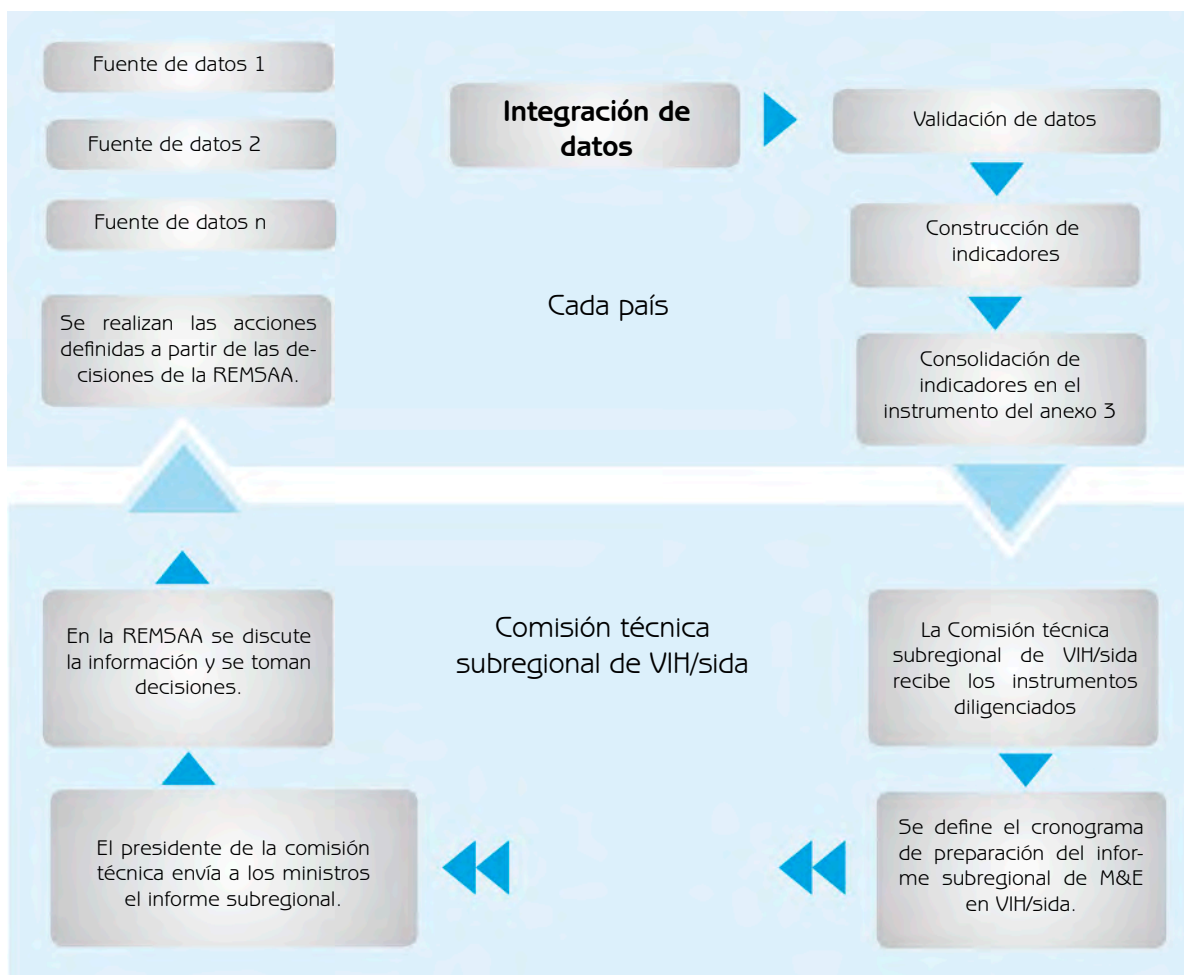 Fuente de datos 1
Fuente de datos 2
Fuente de datos n
Se realizan las acciones
definidas a partir de las de-
cisiones de la REMSAA.
Integración de
datos
Cada país
Validación de datos
Construcción de
indicadores
Consolidación de
indicadores en el
instrumento del anexo 3
En la REMSAA se discute
la información y se toman
decisiones.
El presidente de la comisión
técnica envía a los ministros
el informe subregional.
Comisión técnica
subregional de VIH/sida
La Comisión técnica
subregional de VIH/sida
recibe los instrumentos
diligenciados
Se define el cronograma
de preparación del infor-
me subregional de M&E
en VIH/sida.